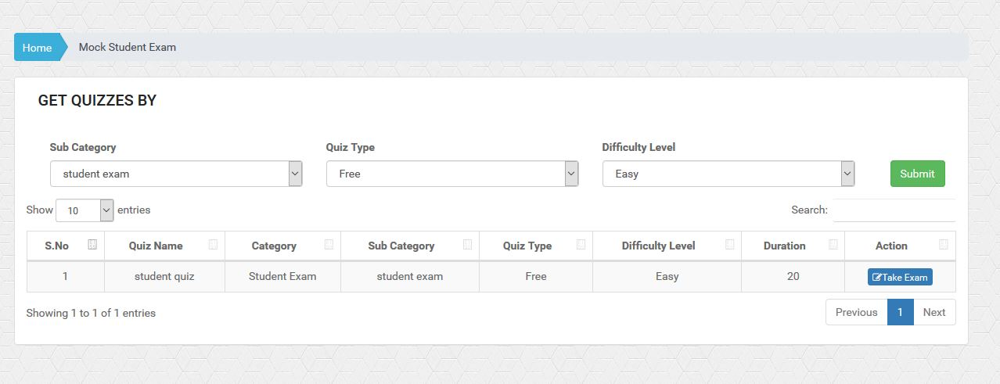 Home Mock Student Exam
GET QUIZZES BY
Sub Category Quiz Type Difficulty Level
student exam Free Easy Submit
Show 10 entries Search:
S.No Quiz Name Category Sub Category Quiz Type Difficulty Level Duration Action
1 student quiz Student Exam student exam Free Easy 20 Take Exam
Showing 1 to 1 of 1 entries Previous 1 Next